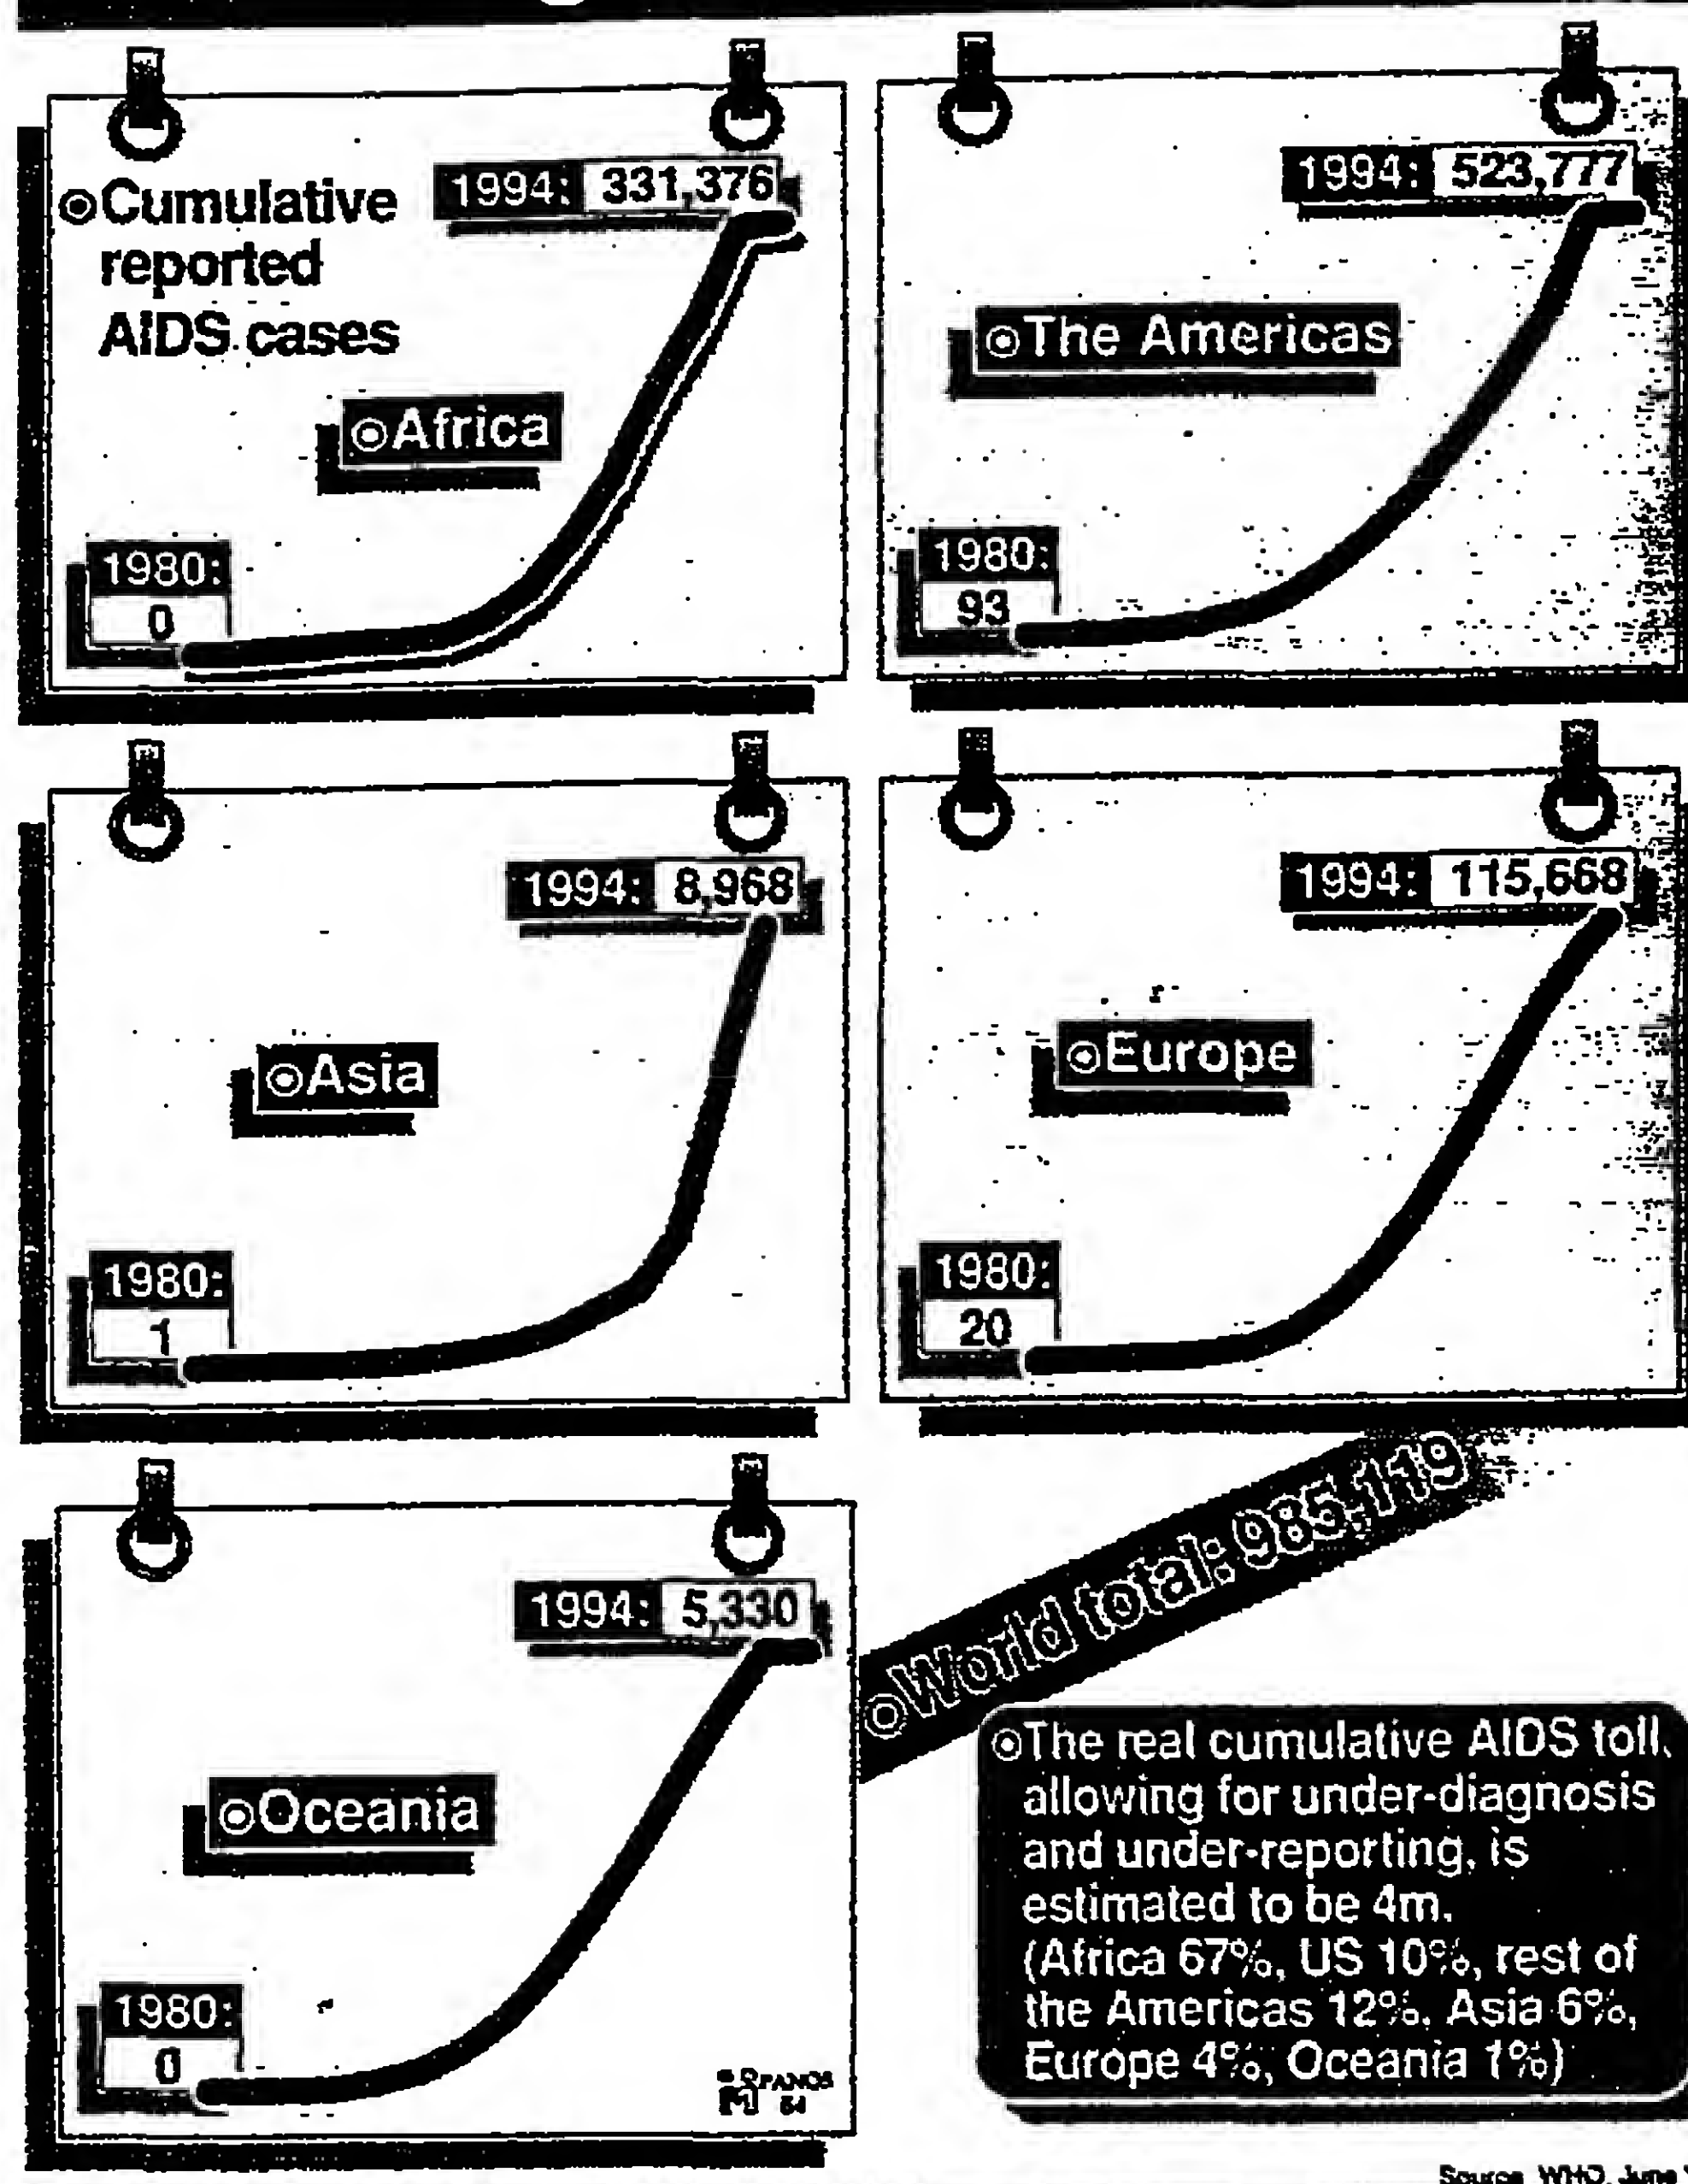 ◎Cumulative
reported
AIDS cases
1994: 331,376
◎Africa
1980:
0
1994: 523,777
◎The Americas
1980:
93
1994: 8,968
◎Asia
1980:
1
1994: 115,668
◎Europe
1980:
20
1994: 5,330
◎Oceania
1980:
0
PANOS
◎World total: 985,119
◎The real cumulative AIDS toll,
allowing for under-diagnosis
and under-reporting, is
estimated to be 4m.
(Africa 67%, US 10%, rest of
the Americas 12%, Asia 6%,
Europe 4%, Oceania 1%)
Source WHO, June